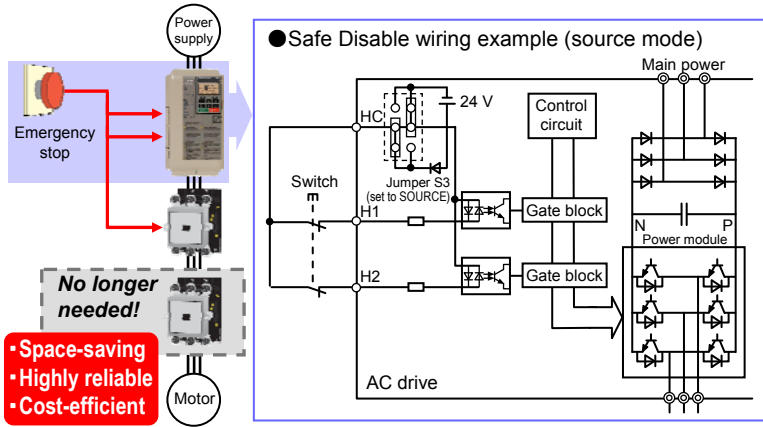 Power
supply
Emergency
stop
No longer
needed!
▪Space-saving
▪Highly reliable
▪Cost-efficient
Motor
●Safe Disable wiring example (source mode)
Main power
24 V
HC
Control
circuit
Jumper S3
(set to SOURCE)
Switch
H1
Gate block
N
P
Power module
H2
Gate block
AC drive